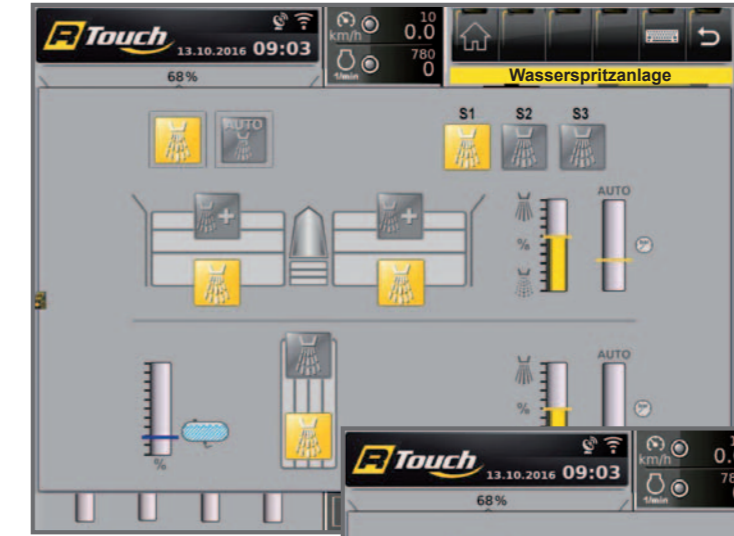 R Touch 13.10.2016 09:03
68%
km/h 10 0.0
1/min 780 0
Wasserspritzanlage
AUTO
S1 S2 S3
AUTO
%
AUTO
%
%
R Touch 13.10.2016 09:03
68%
km/h
1/min